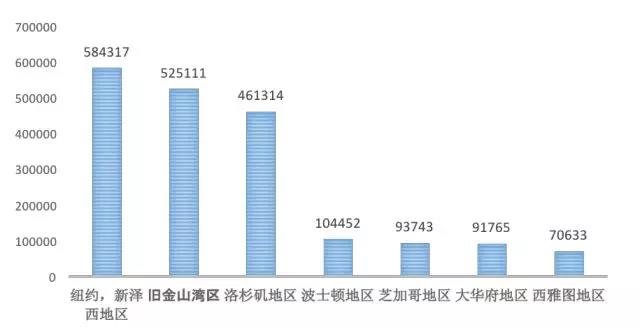 700000
600000
500000
400000
300000
200000
100000
0
584317
525111
461314
104452
93743
91765
70633
纽约，新泽西地区
旧金山湾区
洛杉矶地区
波士顿地区
芝加哥地区
大华府地区
西雅图地区